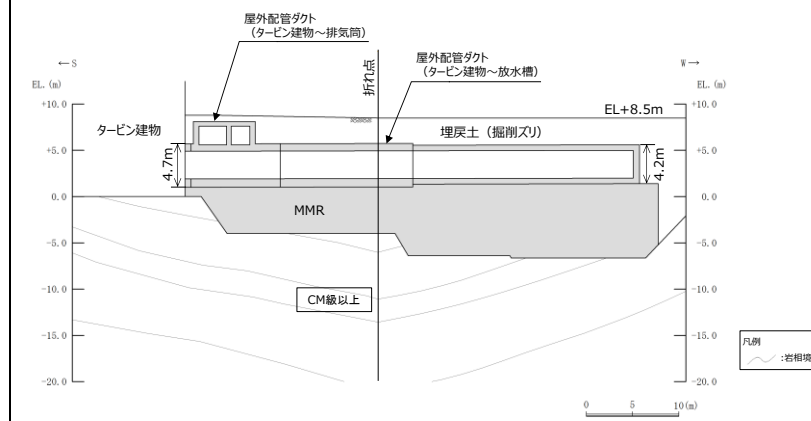 屋外配管ダクト
（タービン建物～排気筒）
屋外配管ダクト
（タービン建物～放水槽）
折れ点
←S
W→
EL. (m)
EL. (m)
+10.0
+10.0
EL+8.5m
タービン建物
埋戻土（掘削ズリ）
+5.0
+5.0
4.7m
4.2m
0.0
0.0
MMR
-5.0
-5.0
CM級以上
-10.0
-10.0
-15.0
-15.0
-20.0
-20.0
凡例
:岩相境
0 5 10(m)